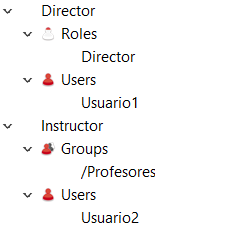 Director
Roles
Director
Users
Usuario1
Instructor
Groups
/Profesores
Users
Usuario2